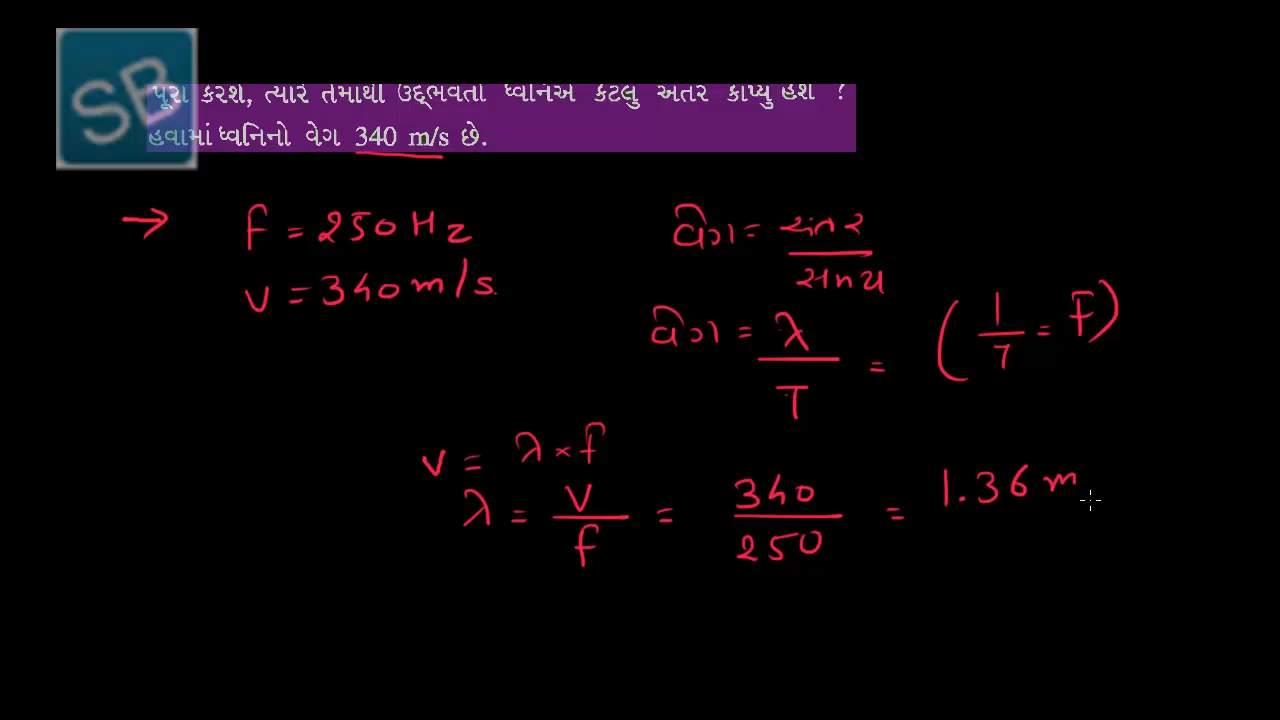 SB
પૂરા કરશે, ત્યારે તેમાંથી ઉદ્ભવતા ધ્વનિએ કેટલું અંતર કાપ્યું હશે ?
હવામાં ધ્વનિનો વેગ 340 m/s છે.
→ f = 250 Hz
v = 340 m/s.
વેગ = અંતર / સમય
વેગ = λ / T = ( 1 / T = F )
v = λ × f
λ = V / f = 340 / 250 = 1.36 m